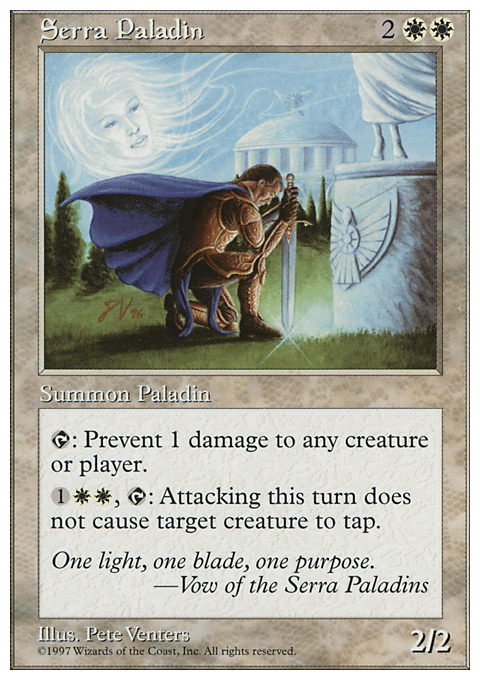 Serra Paladin 2
PV 96
Summon Paladin
: Prevent 1 damage to any creature
or player.
1, : Attacking this turn does
not cause target creature to tap.
One light, one blade, one purpose.
—Vow of the Serra Paladins
Illus. Pete Venters
2/2
©1997 Wizards of the Coast, Inc. All rights reserved.